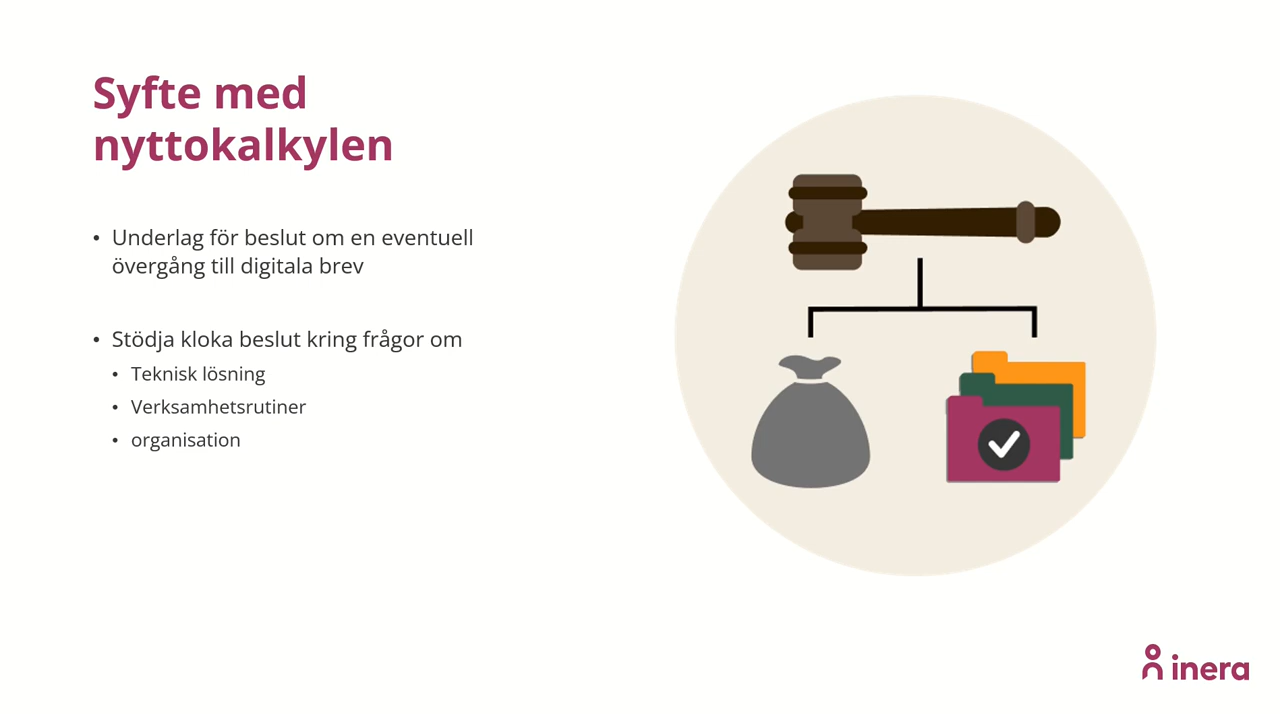 Syfte med
nyttokalkylen
• Underlag för beslut om en eventuell
övergång till digitala brev
• Stödja kloka beslut kring frågor om
• Teknisk lösning
• Verksamhetsrutiner
• organisation
inera